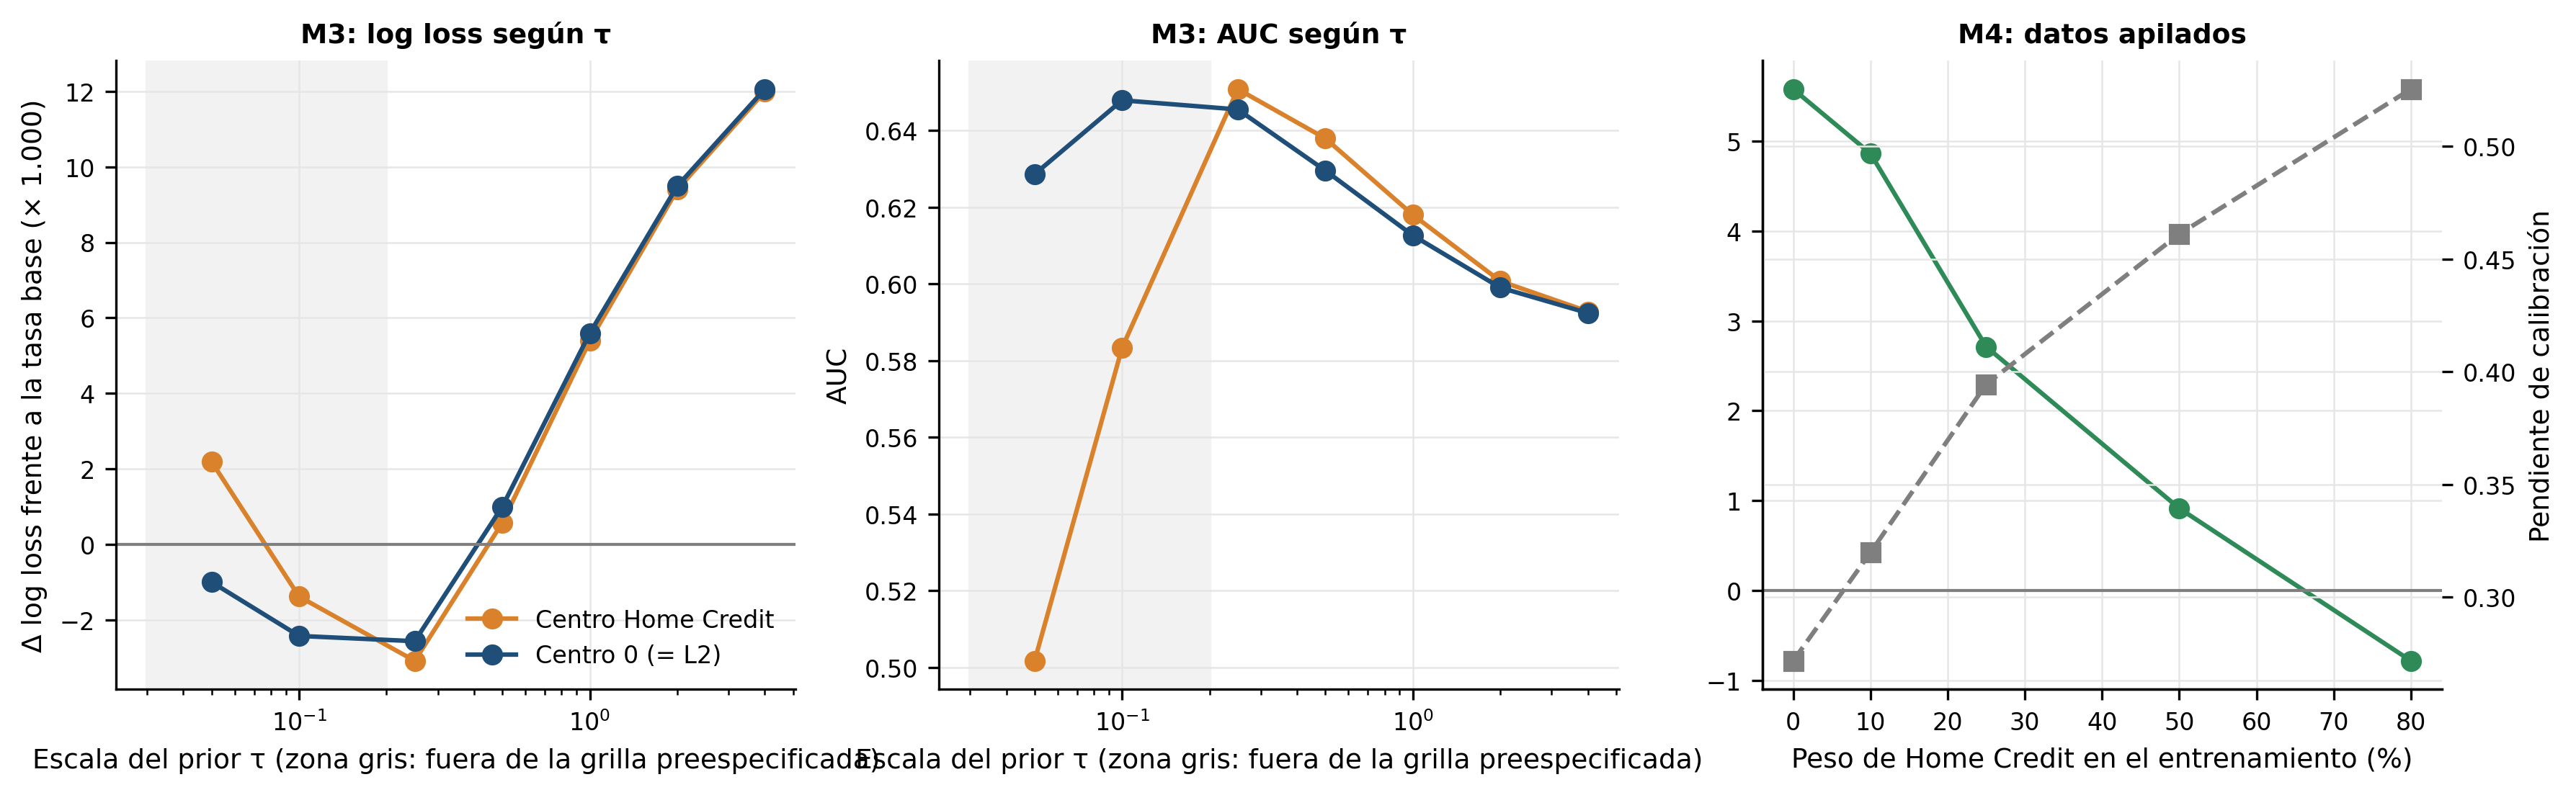 M3: log loss según τ
Δ log loss frente a la tasa base (× 1.000)
12
10
8
6
4
2
0
−2
Centro Home Credit
Centro 0 (= L2)
10⁻¹
10⁰
Escala del prior τ (zona gris: fuera de la grilla preespecificada)
M3: AUC según τ
AUC
0.64
0.62
0.60
0.58
0.56
0.54
0.52
0.50
10⁻¹
10⁰
Escala del prior τ (zona gris: fuera de la grilla preespecificada)
M4: datos apilados
5
4
3
2
1
0
−1
0.50
0.45
0.40
0.35
0.30
Pendiente de calibración
0 10 20 30 40 50 60 70 80
Peso de Home Credit en el entrenamiento (%)